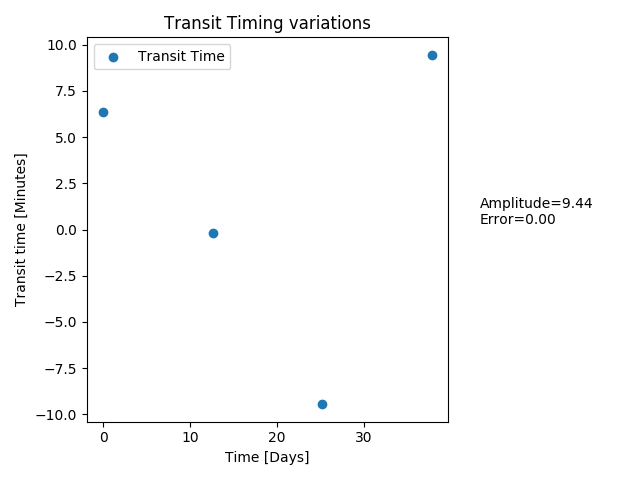 Transit Timing variations
Transit Time
10.0
7.5
5.0
2.5
0.0
−2.5
−5.0
−7.5
−10.0
Transit time [Minutes]
0
10
20
30
Time [Days]
Amplitude=9.44
Error=0.00